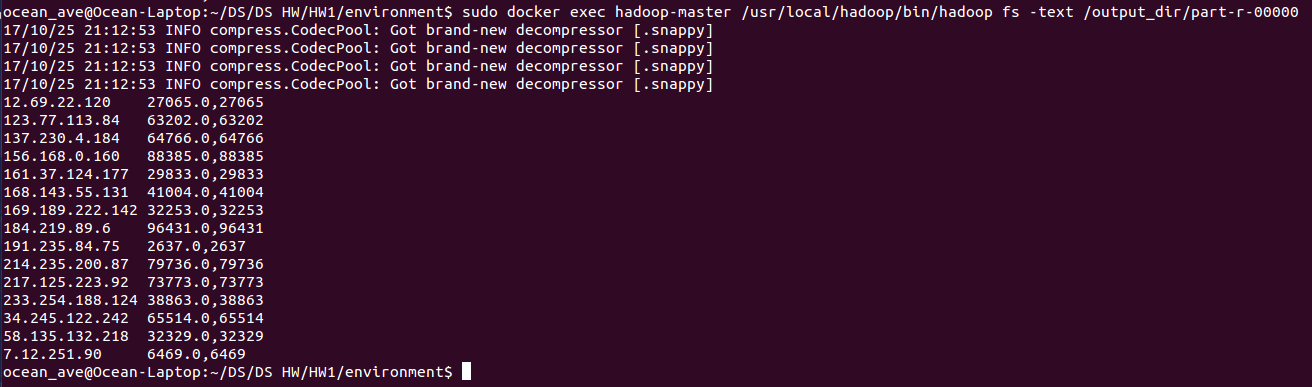 ocean_ave@Ocean-Laptop:~/DS/DS HW/HW1/environment$ sudo docker exec hadoop-master /usr/local/hadoop/bin/hadoop fs -text /output_dir/part-r-00000
17/10/25 21:12:53 INFO compress.CodecPool: Got brand-new decompressor [.snappy]
17/10/25 21:12:53 INFO compress.CodecPool: Got brand-new decompressor [.snappy]
17/10/25 21:12:53 INFO compress.CodecPool: Got brand-new decompressor [.snappy]
17/10/25 21:12:53 INFO compress.CodecPool: Got brand-new decompressor [.snappy]
12.69.22.120    27065.0,27065
123.77.113.84   63202.0,63202
137.230.4.184   64766.0,64766
156.168.0.160   88385.0,88385
161.37.124.177  29833.0,29833
168.143.55.131  41004.0,41004
169.189.222.142 32253.0,32253
184.219.89.6    96431.0,96431
191.235.84.75   2637.0,2637
214.235.200.87  79736.0,79736
217.125.223.92  73773.0,73773
233.254.188.124 38863.0,38863
34.245.122.242  65514.0,65514
58.135.132.218  32329.0,32329
7.12.251.90     6469.0,6469
ocean_ave@Ocean-Laptop:~/DS/DS HW/HW1/environment$